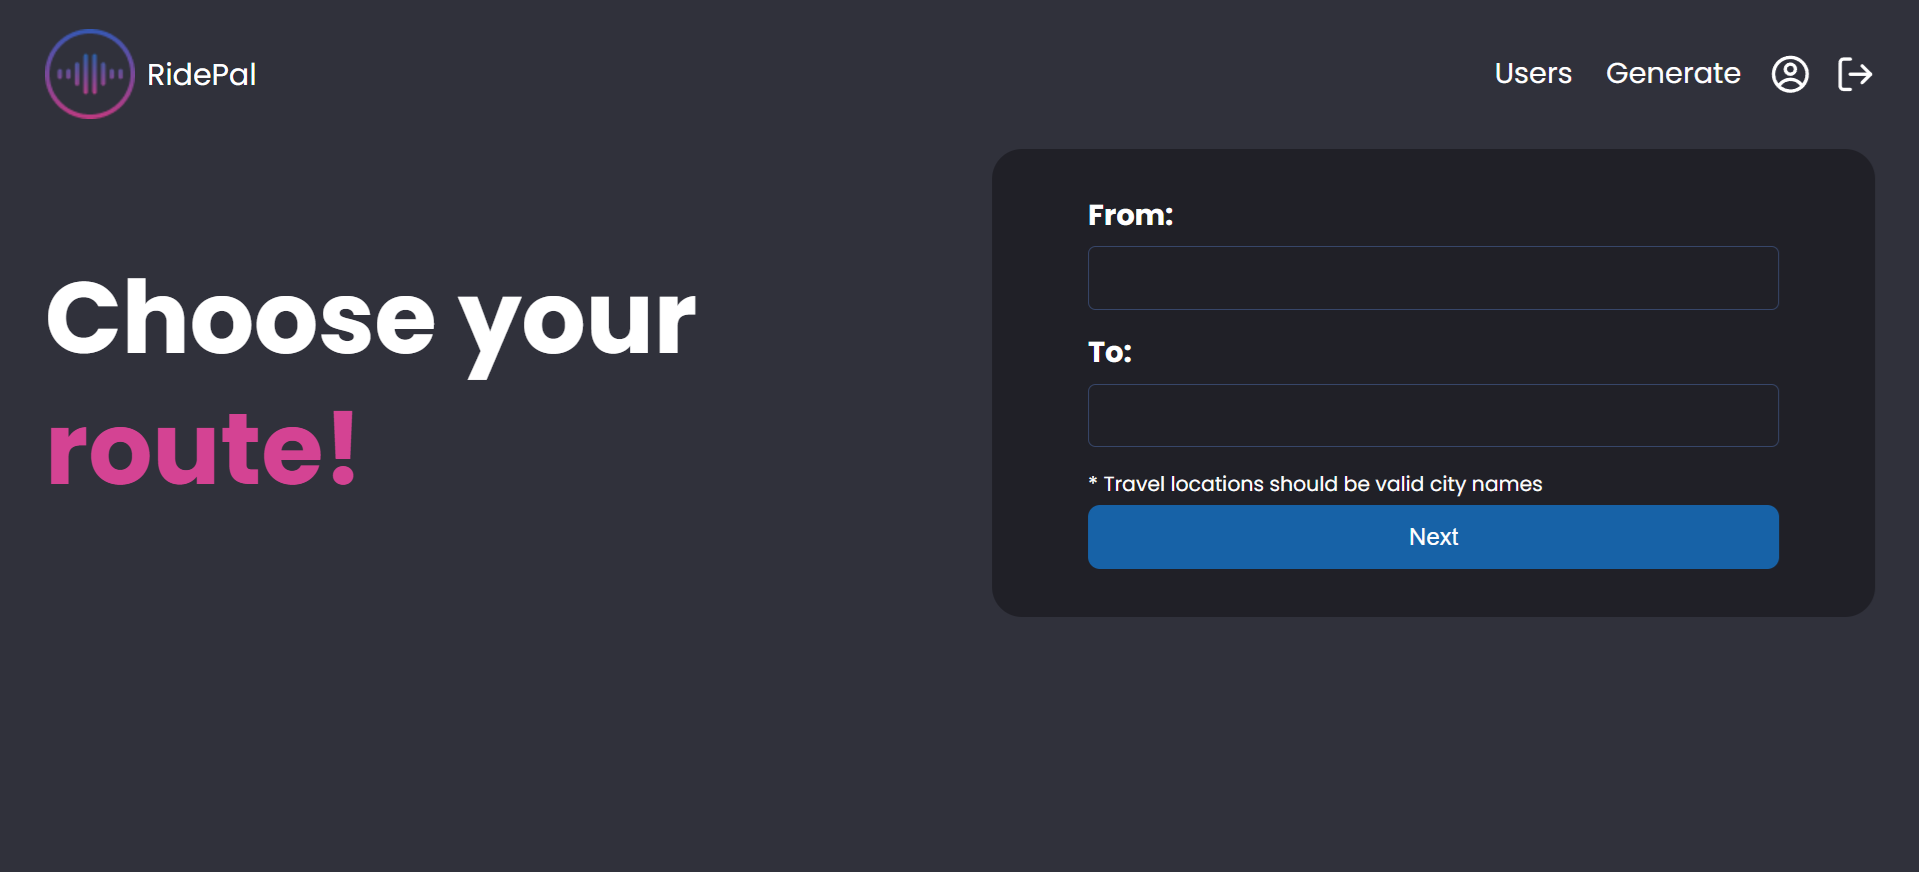 RidePal
Users
Generate
Choose your
route!
From:
To:
* Travel locations should be valid city names
Next